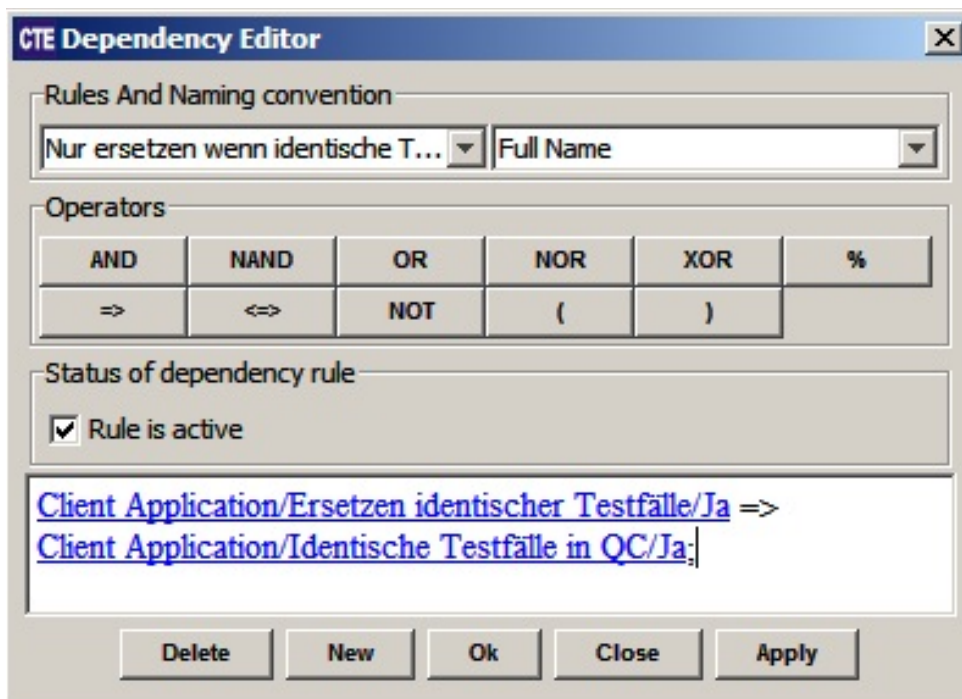 CTE Dependency Editor
Rules And Naming convention
Nur ersetzen wenn identische T... Full Name
Operators
AND NAND OR NOR XOR %
=> <=> NOT ( )
Status of dependency rule
Rule is active
Client Application/Ersetzen identischer Testfälle/Ja =>
Client Application/Identische Testfälle in QC/Ja;
Delete New Ok Close Apply